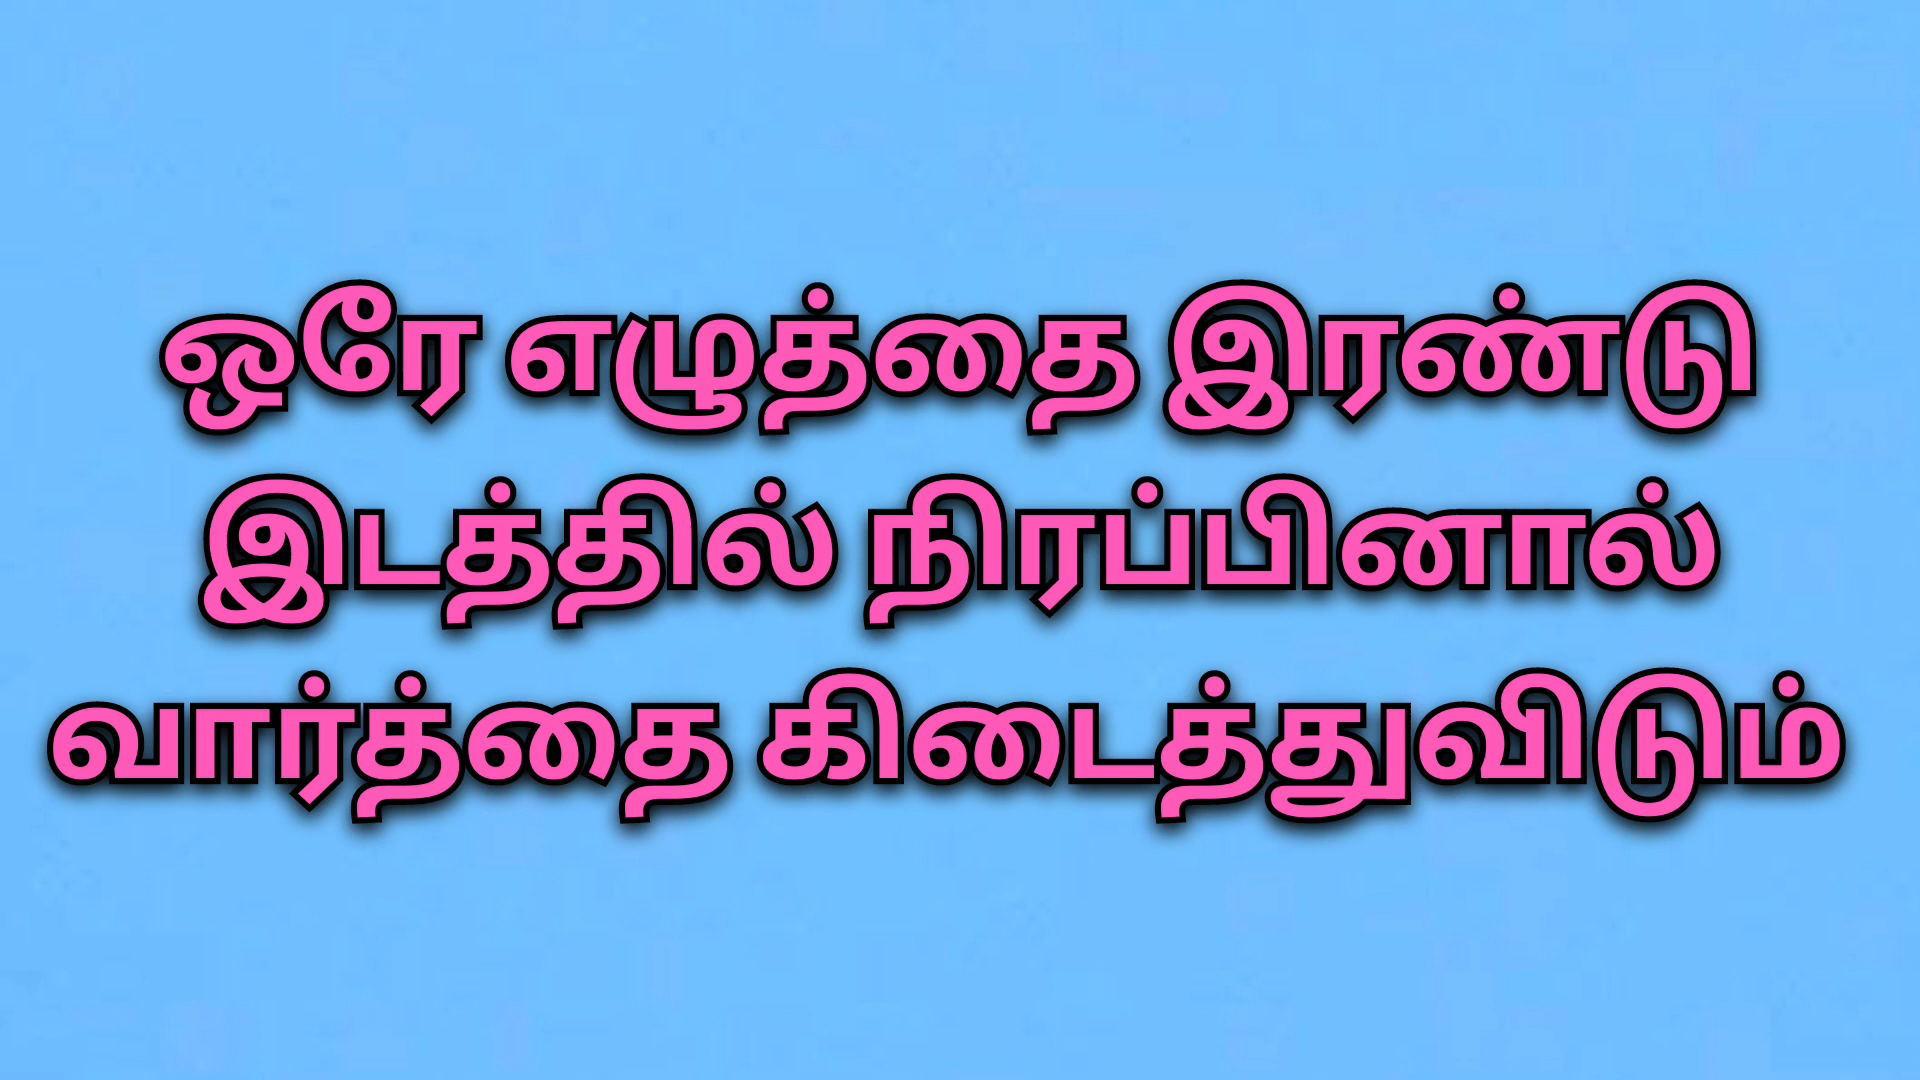 ஒரே எழுத்தை இரண்டு
இடத்தில் நிரப்பினால்
வார்த்தை கிடைத்துவிடும்